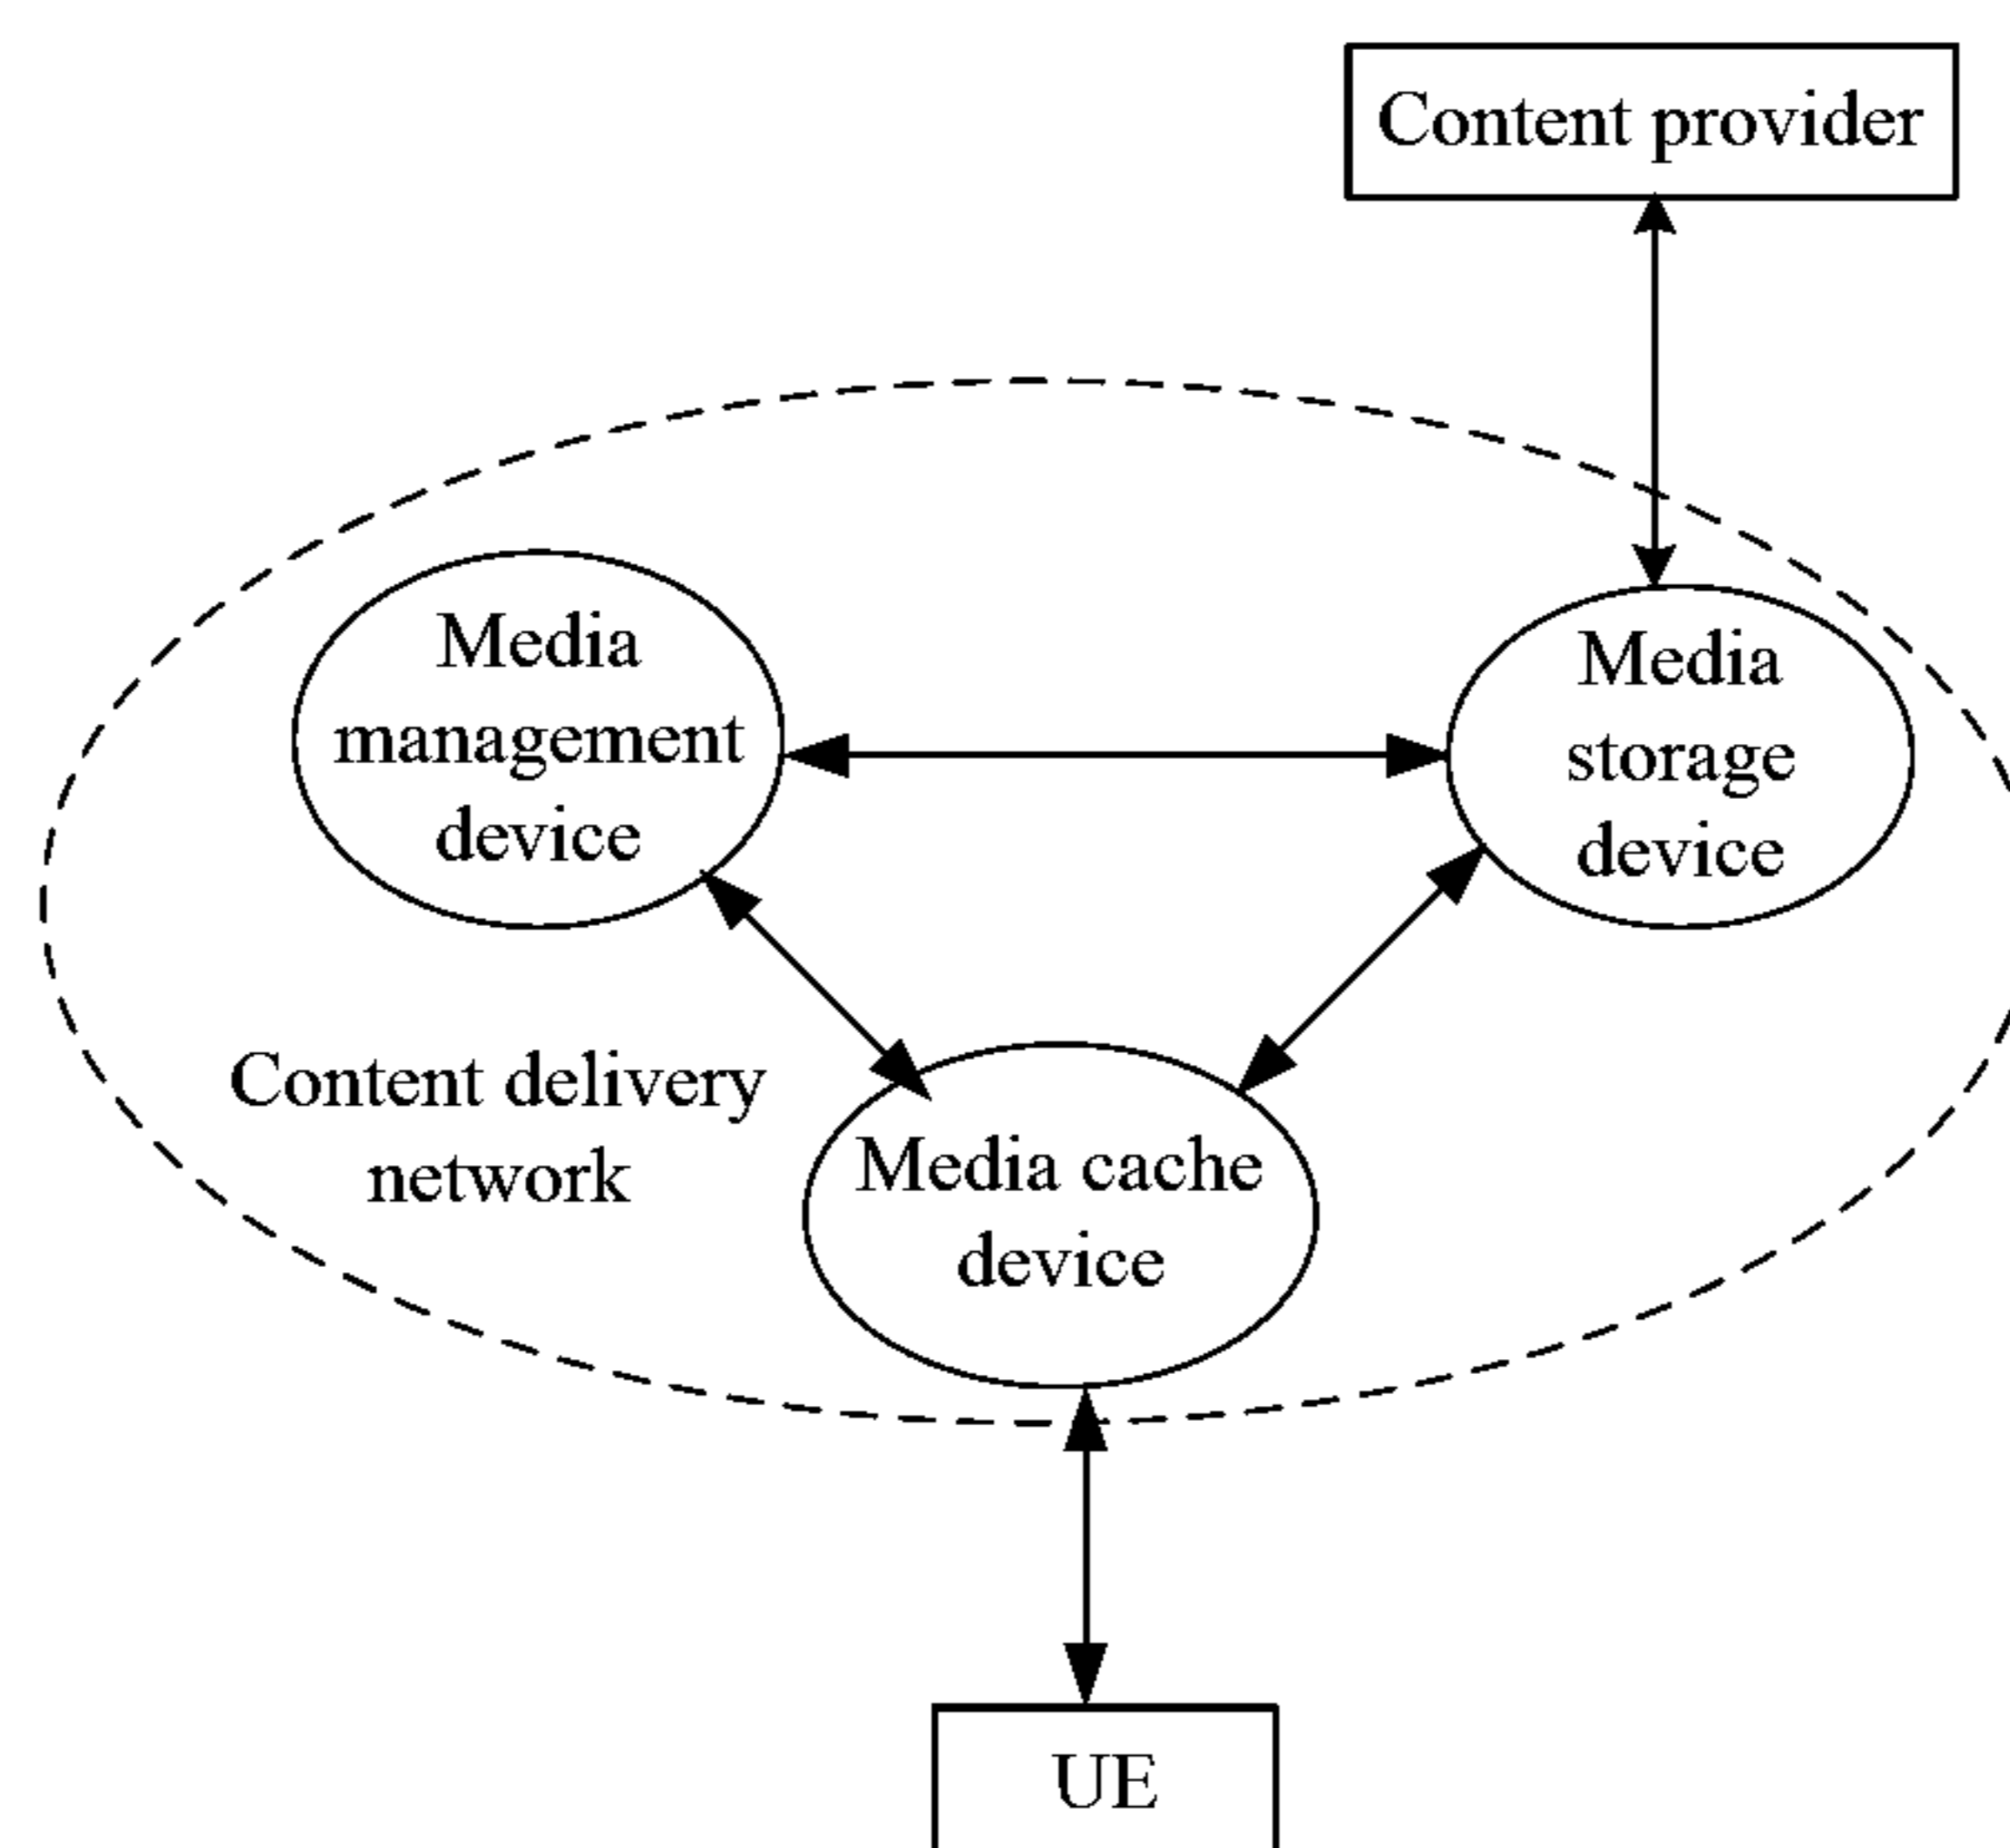 Content provider
Media
management
device
Media
storage
device
Content delivery
network
Media cache
device
UE